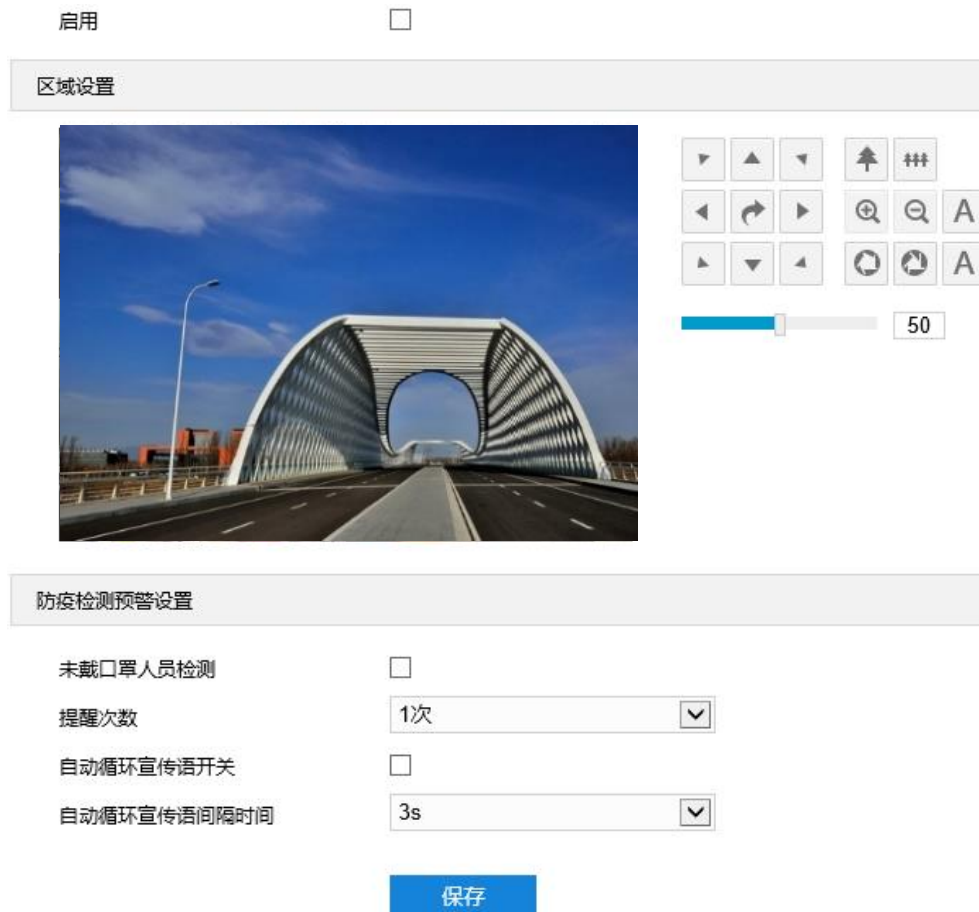 启用
区域设置
A
A
50
防疫检测预警设置
未戴口罩人员检测
提醒次数 1次
自动循环宣传语开关
自动循环宣传语间隔时间 3s
保存